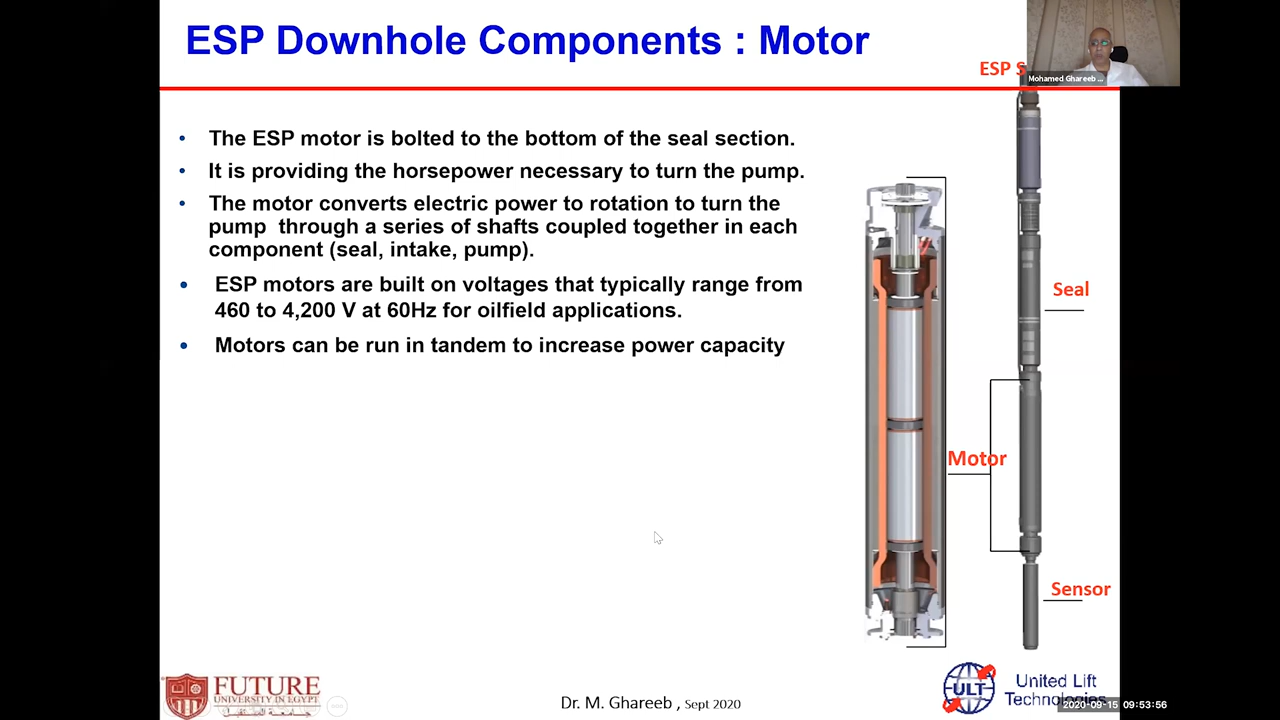 ESP Downhole Components : Motor
ESP S
Mohamed Ghareeb ...
• The ESP motor is bolted to the bottom of the seal section.
• It is providing the horsepower necessary to turn the pump.
• The motor converts electric power to rotation to turn the
pump through a series of shafts coupled together in each
component (seal, intake, pump).
• ESP motors are built on voltages that typically range from
460 to 4,200 V at 60Hz for oilfield applications.
• Motors can be run in tandem to increase power capacity
Seal
Motor
Sensor
FUTURE
UNIVERSITY IN EGYPT
جامعة المستقبل
Dr. M. Ghareeb , Sept 2020
ULT
United Lift
Technologies
2020-09-15 09:53:56